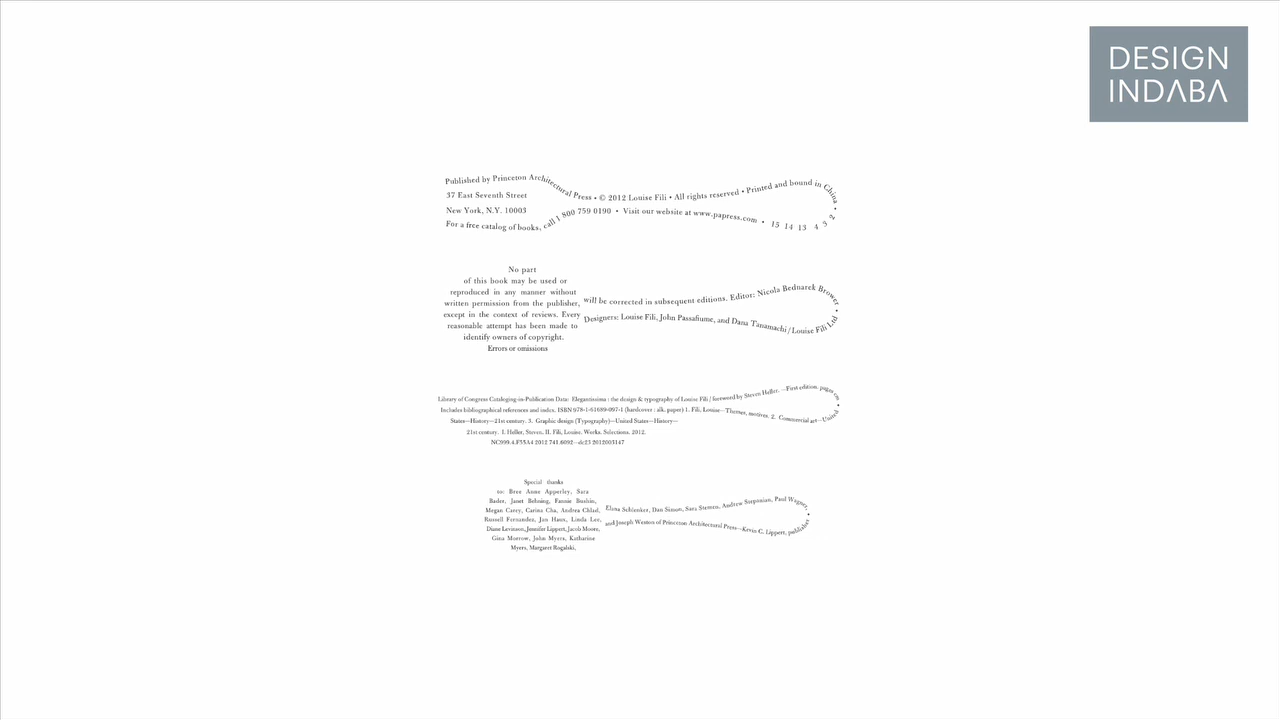 DESIGN
INDABA
Published by Princeton Architectural Press • © 2012 Louise Fili • All rights reserved • Printed and bound in China •
37 East Seventh Street
New York, N.Y. 10003
For a free catalog of books, call 1 800 759 0190 • Visit our website at www.papress.com • 15 14 13 4 3 2
No part
of this book may be used or
reproduced in any manner without
written permission from the publisher,
except in the context of reviews. Every
reasonable attempt has been made to
identify owners of copyright.
Errors or omissions
will be corrected in subsequent editions. Editor: Nicola Bednarek Brower •
Designers: Louise Fili, John Passafiume, and Dana Tanamachi / Louise Fili Ltd
Library of Congress Cataloging-in-Publication Data: Elegantissima : the design & typography of Louise Fili / foreword by Steven Heller. —First edition. pages cm •
Includes bibliographical references and index. ISBN 978-1-61689-097-1 (hardcover : alk. paper) 1. Fili, Louise—Themes, motives. 2. Commercial art—United
States—History—21st century. 3. Graphic design (Typography)—United States—History—
21st century. I. Heller, Steven. II. Fili, Louise. Works. Selections. 2012.
NC999.4.F55A4 2012 741.6092—dc23 2012003147
Special thanks
to: Bree Anne Apperley, Sara
Bader, Janet Behning, Fannie Bushin,
Megan Carey, Carina Cha, Andrea Chlad,
Russell Fernandez, Jan Haux, Linda Lee,
Diane Levinson, Jennifer Lippert, Jacob Moore,
Gina Morrow, John Myers, Katharine
Myers, Margaret Rogalski,
Elana Schlenker, Dan Simon, Sara Stemen, Andrew Stepanian, Paul Wagner,
and Joseph Weston of Princeton Architectural Press—Kevin C. Lippert, publisher •